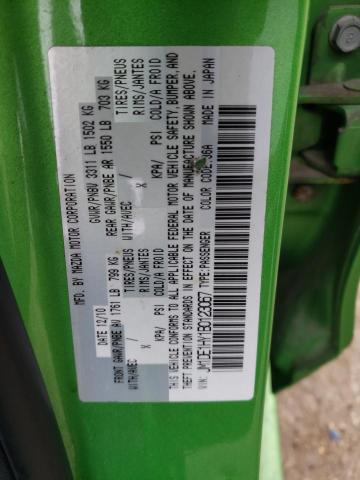 MFD. BY MAZDA MOTOR CORPORATION
GVWR/PNBV 3311 LB 1502 KG
DATE 12/10
FRONT GAWR/PNBE AV 1761 LB 799 KG
REAR GAWR/PNBE AR 1550 LB 703 KG
WITH/AVEC / TIRES/PNEUS WITH/AVEC / TIRES/PNEUS
X RIMS/JANTES X RIMS/JANTES
KPA/ PSI COLD/A FROID KPA/ PSI COLD/A FROID
THIS VEHICLE CONFORMS TO ALL APPLICABLE FEDERAL MOTOR VEHICLE SAFETY, BUMPER, AND
THEFT PREVENTION STANDARDS IN EFFECT ON THE DATE OF MANUFACTURE SHOWN ABOVE.
VIN: TYPE: PASSENGER COLOR CODE: J6A MADE IN JAPAN